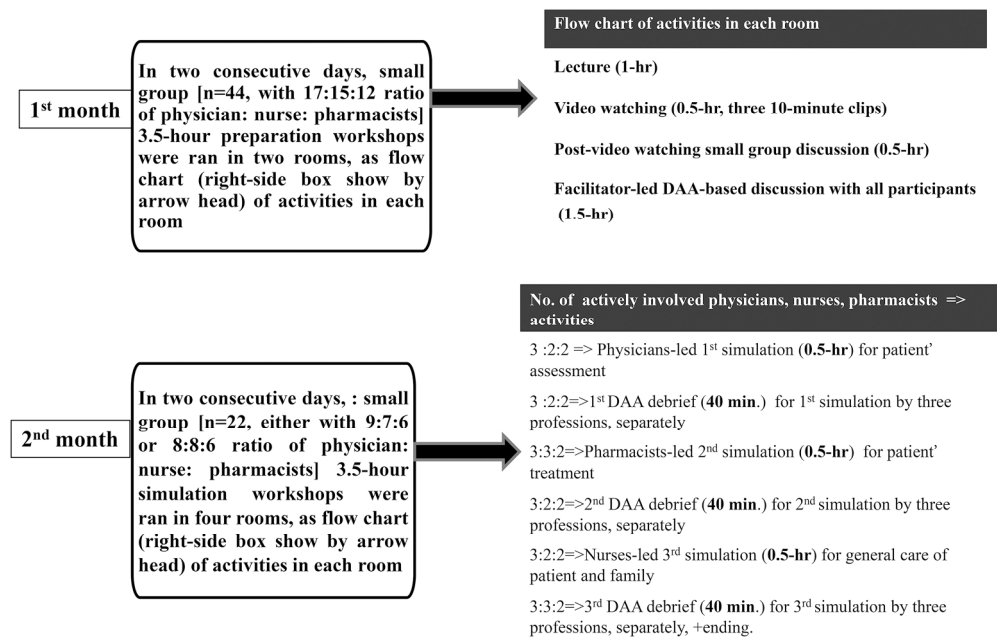 1st month
In two consecutive days, small
group [n=44, with 17:15:12 ratio
of physician: nurse: pharmacists]
3.5-hour preparation workshops
were ran in two rooms, as flow
chart (right-side box show by
arrow head) of activities in each
room
Flow chart of activities in each room
Lecture (1-hr)
Video watching (0.5-hr, three 10-minute clips)
Post-video watching small group discussion (0.5-hr)
Facilitator-led DAA-based discussion with all participants
(1.5-hr)
2nd month
In two consecutive days, : small
group [n=22, either with 9:7:6
or 8:8:6 ratio of physician:
nurse: pharmacists] 3.5-hour
simulation workshops were
ran in four rooms, as flow chart
(right-side box show by arrow
head) of activities in each room
No. of actively involved physicians, nurses, pharmacists =>
activities
3 :2:2 => Physicians-led 1st simulation (0.5-hr) for patient’
assessment
3 :2:2=>1st DAA debrief (40 min.) for 1st simulation by three
professions, separately
3:3:2=>Pharmacists-led 2nd simulation (0.5-hr) for patient’
treatment
3:2:2=>2nd DAA debrief (40 min.) for 2nd simulation by three
professions, separately
3:2:2=>Nurses-led 3rd simulation (0.5-hr) for general care of
patient and family
3:3:2=>3rd DAA debrief (40 min.) for 3rd simulation by three
professions, separately, +ending.